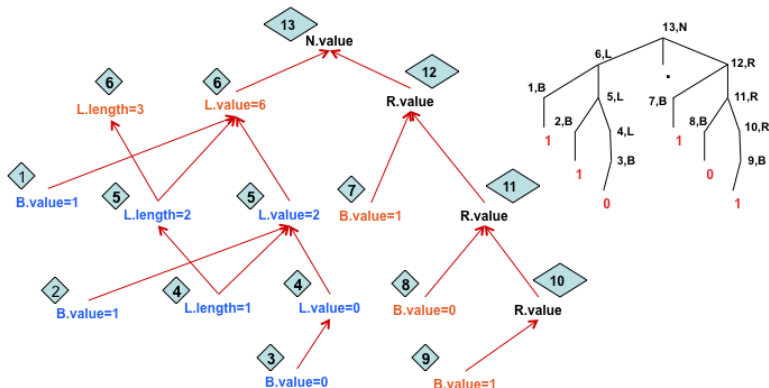 13
N.value
6
L.length=3
6
L.value=6
12
R.value
1
B.value=1
5
L.length=2
5
L.value=2
7
B.value=1
11
R.value
2
B.value=1
4
L.length=1
4
L.value=0
8
B.value=0
10
R.value
3
B.value=0
9
B.value=1
13,N
6,L
.
12,R
1,B
5,L
7,B
11,R
2,B
4,L
8,B
10,R
1
3,B
1
9,B
1
0
0
1